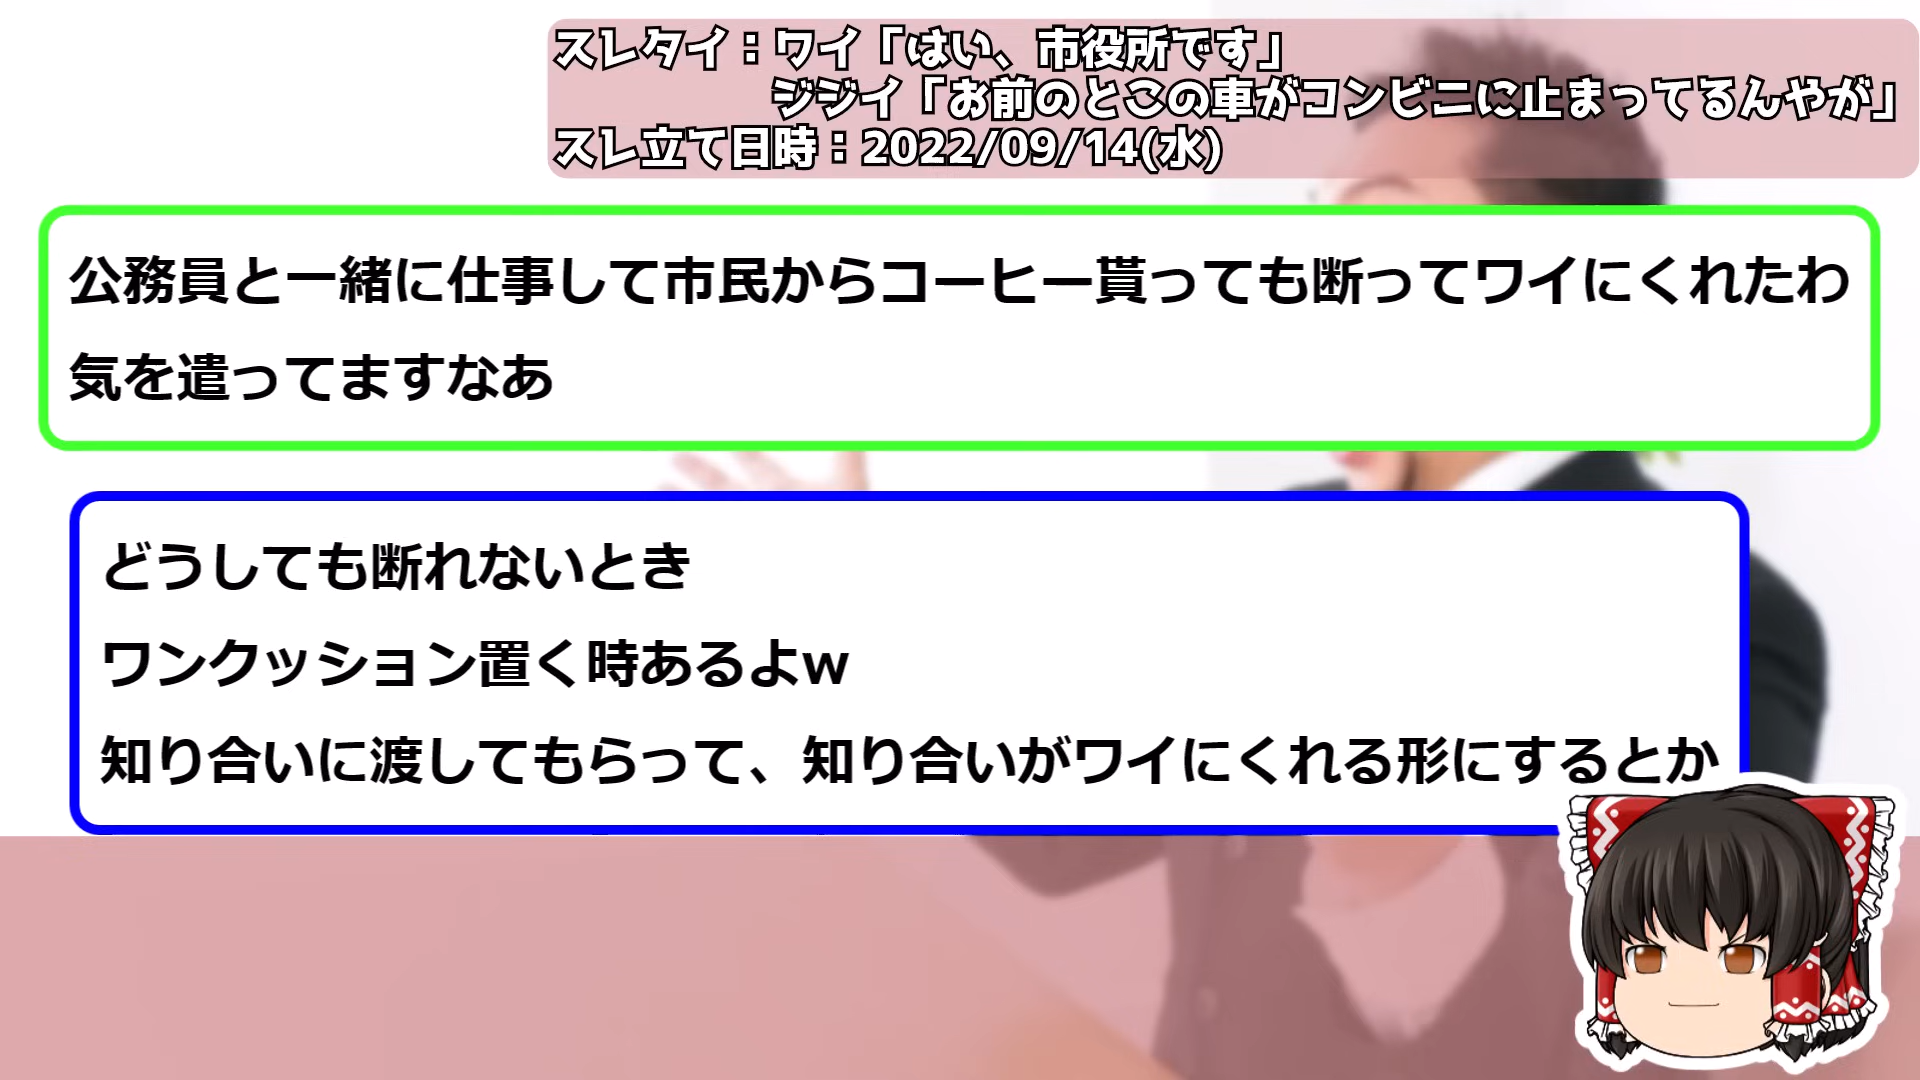 スレタイ：ワイ「はい、市役所です」
ジジイ「お前のとこの車がコンビニに止まってるんやが」
スレ立て日時：2022/09/14(水)
公務員と一緒に仕事して市民からコーヒー貰っても断ってワイにくれたわ
気を遣ってますなあ
どうしても断れないとき
ワンクッション置く時あるよw
知り合いに渡してもらって、知り合いがワイにくれる形にするとか